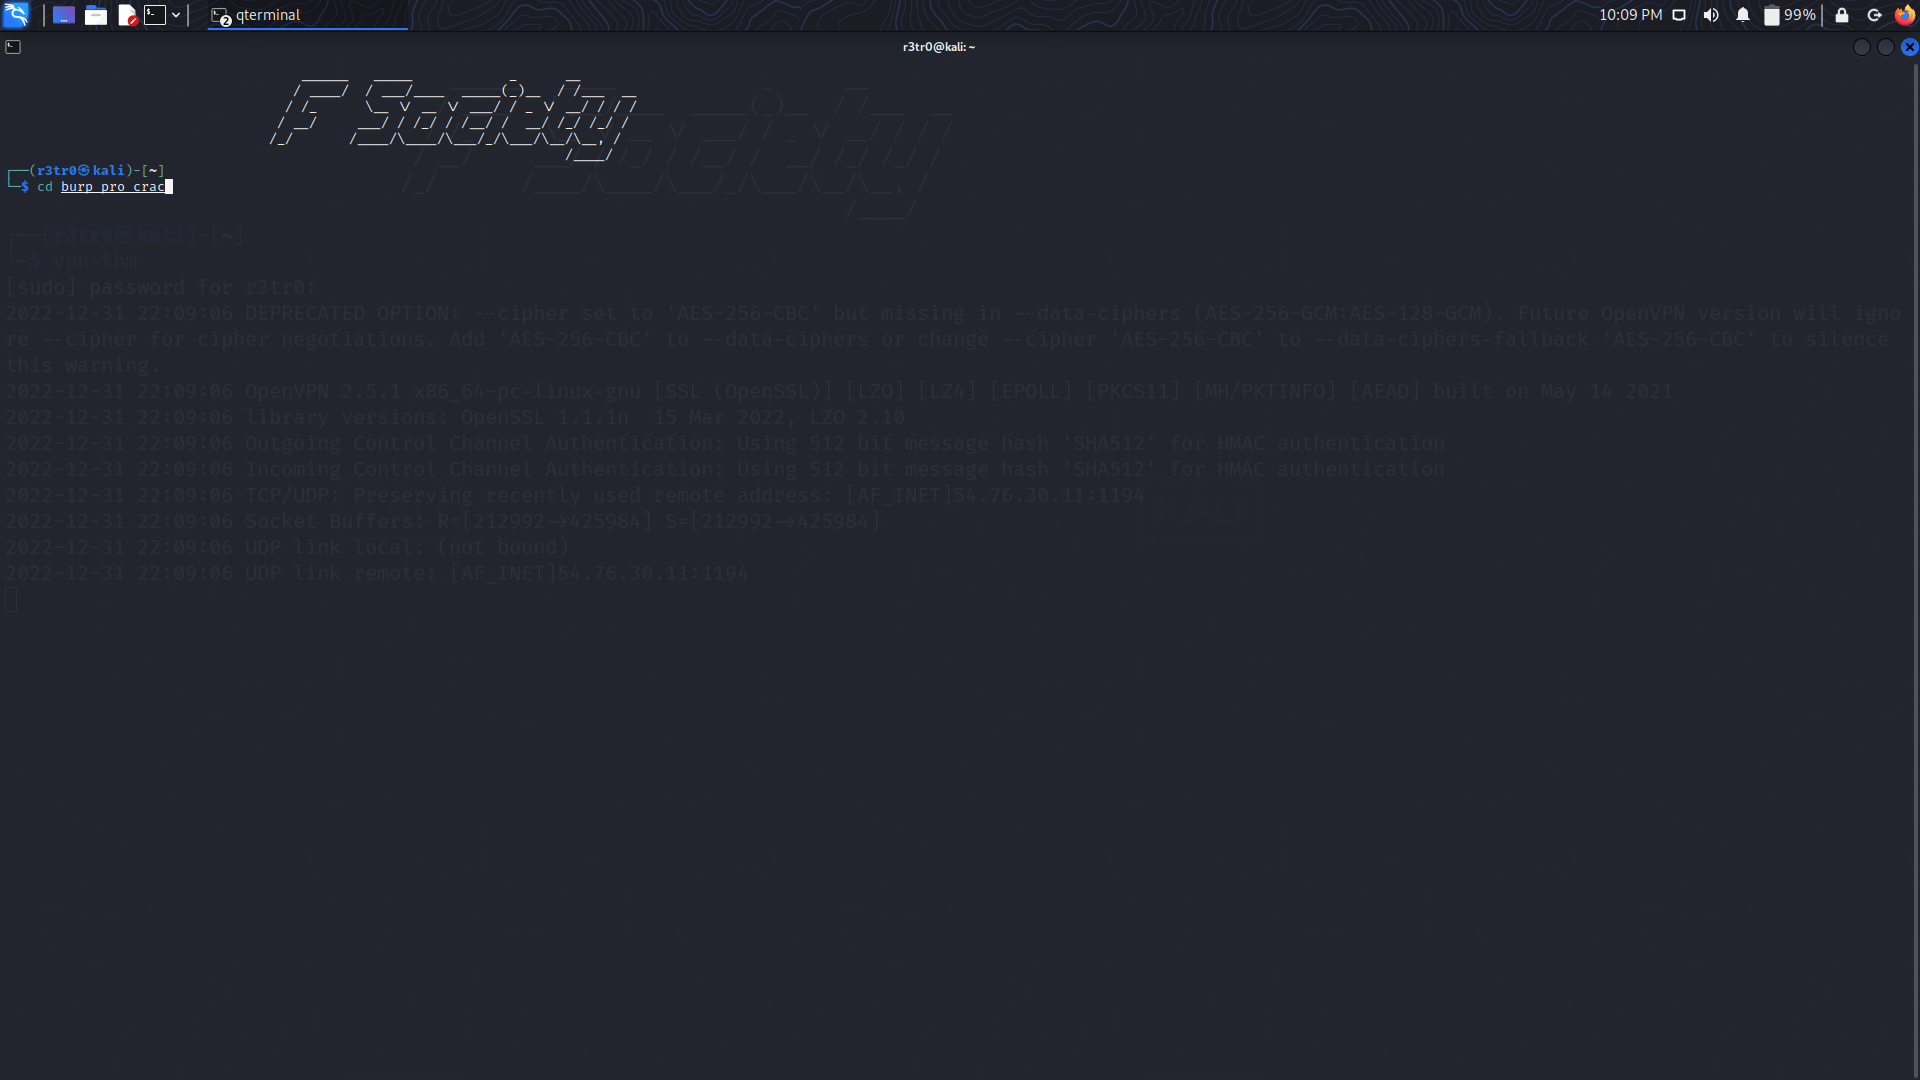 qterminal
10:09 PM
99%
r3tr0@kali: ~
F Society
┌──(r3tr0㉿kali)-[~]
└─$ cd burp_pro_crac
┌──(r3tr0㉿kali)-[~]
└─$ vpn-thm
[sudo] password for r3tr0:
2022-12-31 22:09:06 DEPRECATED OPTION: --cipher set to 'AES-256-CBC' but missing in --data-ciphers (AES-256-GCM:AES-128-GCM). Future OpenVPN version will igno
re --cipher for cipher negotiations. Add 'AES-256-CBC' to --data-ciphers or change --cipher 'AES-256-CBC' to --data-ciphers-fallback 'AES-256-CBC' to silence
this warning.
2022-12-31 22:09:06 OpenVPN 2.5.1 x86_64-pc-linux-gnu [SSL (OpenSSL)] [LZO] [LZ4] [EPOLL] [PKCS11] [MH/PKTINFO] [AEAD] built on May 14 2021
2022-12-31 22:09:06 library versions: OpenSSL 1.1.1n  15 Mar 2022, LZO 2.10
2022-12-31 22:09:06 Outgoing Control Channel Authentication: Using 512 bit message hash 'SHA512' for HMAC authentication
2022-12-31 22:09:06 Incoming Control Channel Authentication: Using 512 bit message hash 'SHA512' for HMAC authentication
2022-12-31 22:09:06 TCP/UDP: Preserving recently used remote address: [AF_INET]54.76.30.11:1194
2022-12-31 22:09:06 Socket Buffers: R=[212992->425984] S=[212992->425984]
2022-12-31 22:09:06 UDP link local: (not bound)
2022-12-31 22:09:06 UDP link remote: [AF_INET]54.76.30.11:1194